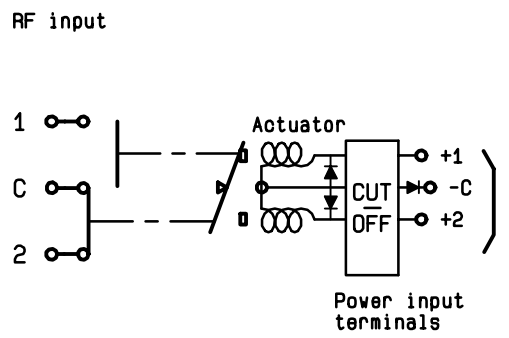 RF input
Actuator
1
+1
C
CUT
-C
OFF
+2
2
Power input
terminals